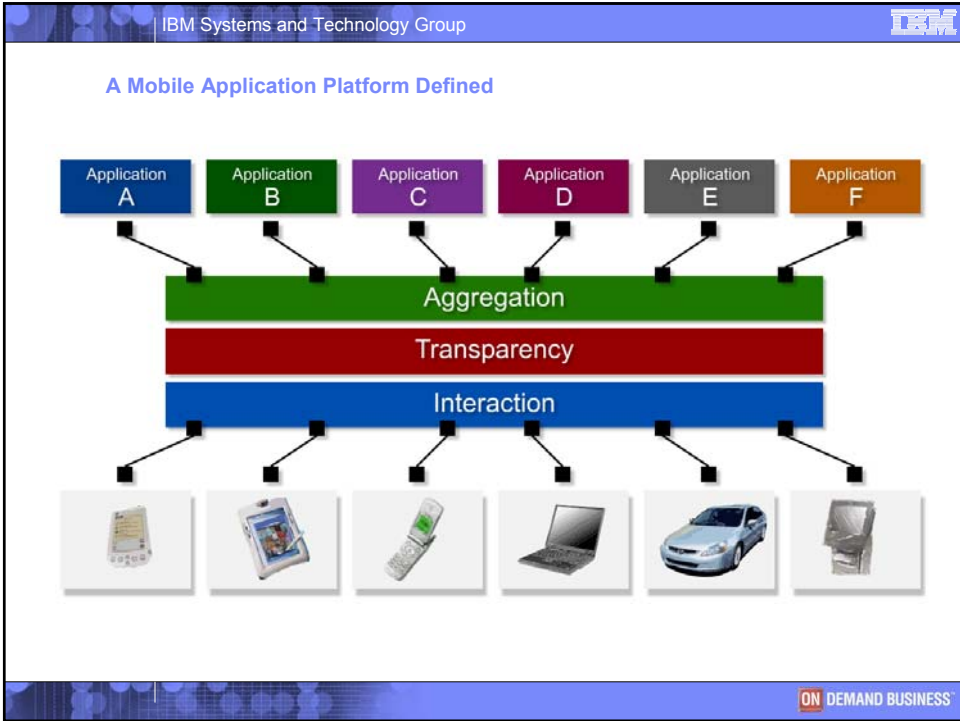 IBM Systems and Technology Group
IBM
A Mobile Application Platform Defined
Application
A
Application
B
Application
C
Application
D
Application
E
Application
F
Aggregation
Transparency
Interaction
ON DEMAND BUSINESS™